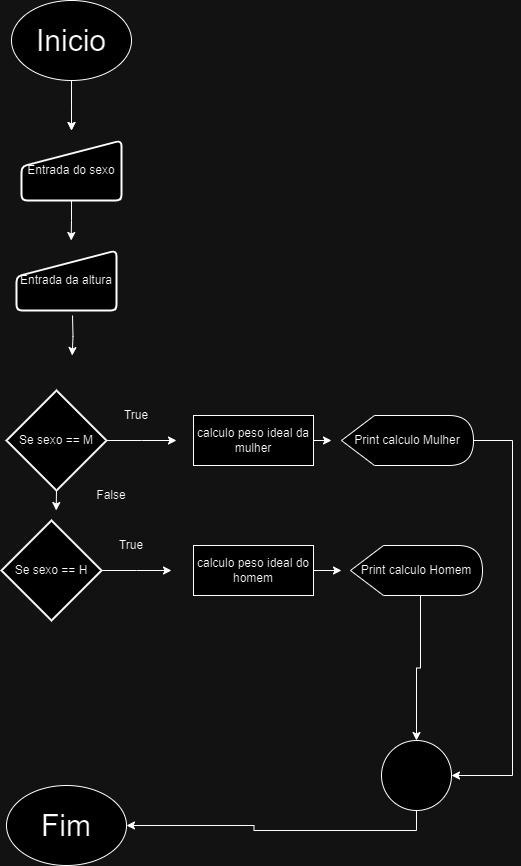 Inicio
Entrada do sexo
Entrada da altura
True
Se sexo == M
calculo peso ideal da
mulher
Print calculo Mulher
False
True
Se sexo == H
calculo peso ideal do
homem
Print calculo Homem
Fim